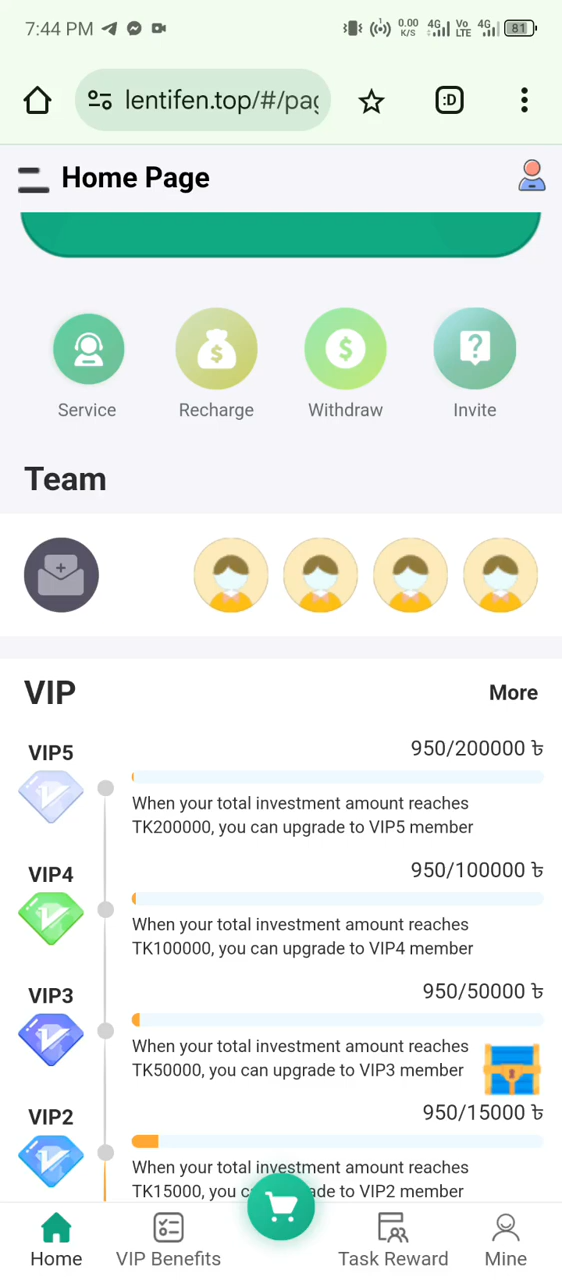 7:44 PM
0.00
K/S
4G
Vo
LTE
4G
81
lentifen.top/#/pag
:D
Home Page
Service
Recharge
Withdraw
Invite
Team
VIP
More
VIP5
950/200000 ৳
When your total investment amount reaches
TK200000, you can upgrade to VIP5 member
VIP4
950/100000 ৳
When your total investment amount reaches
TK100000, you can upgrade to VIP4 member
VIP3
950/50000 ৳
When your total investment amount reaches
TK50000, you can upgrade to VIP3 member
VIP2
950/15000 ৳
When your total investment amount reaches
TK15000, you c ade to VIP2 member
Home
VIP Benefits
Task Reward
Mine